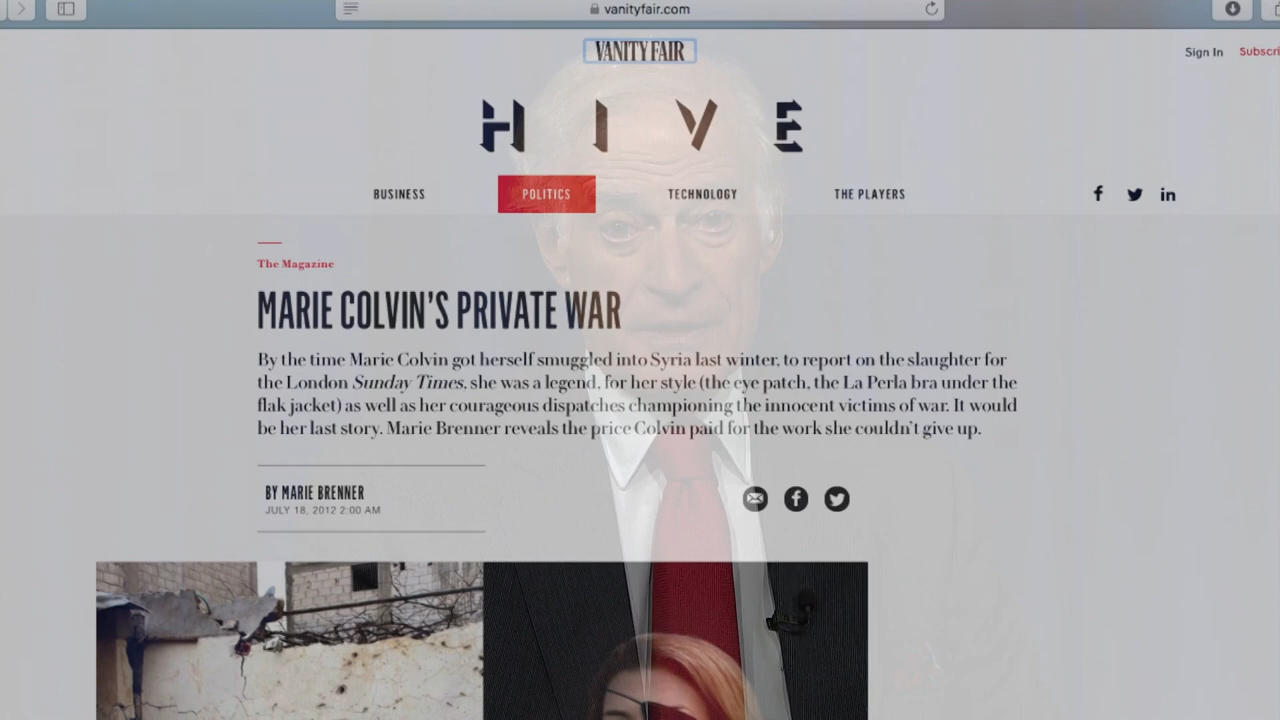 vanityfair.com
VANITY FAIR
Sign In Subscri
HIVE
BUSINESS POLITICS TECHNOLOGY THE PLAYERS
The Magazine
MARIE COLVIN'S PRIVATE WAR
By the time Marie Colvin got herself smuggled into Syria last winter, to report on the slaughter for
the London Sunday Times, she was a legend, for her style (the eye patch, the La Perla bra under the
flak jacket) as well as her courageous dispatches championing the innocent victims of war. It would
be her last story. Marie Brenner reveals the price Colvin paid for the work she couldn't give up.
BY MARIE BRENNER
JULY 18, 2012 2:00 AM